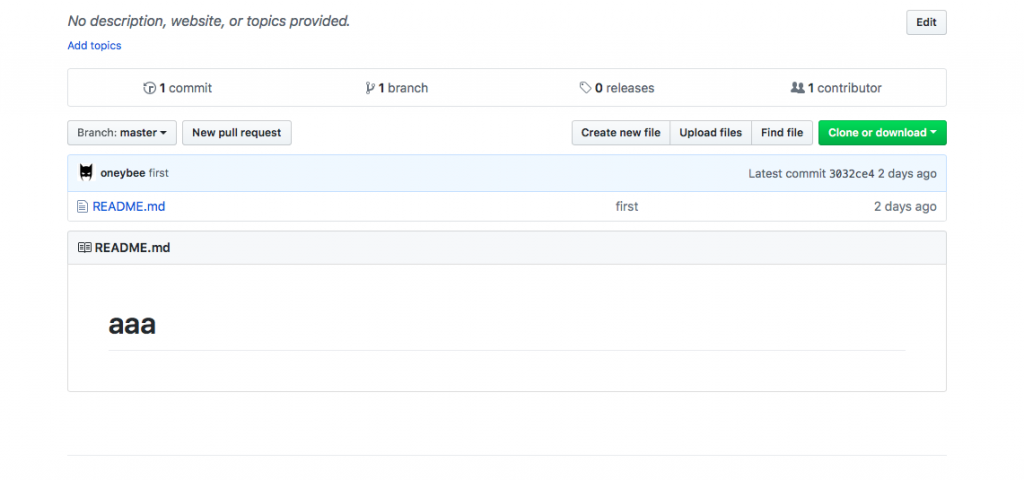 No description, website, or topics provided.
Edit
Add topics
1 commit
1 branch
0 releases
1 contributor
Branch: master
New pull request
Create new file
Upload files
Find file
Clone or download
oneybee first
Latest commit 3032ce4 2 days ago
README.md
first
2 days ago
README.md
aaa